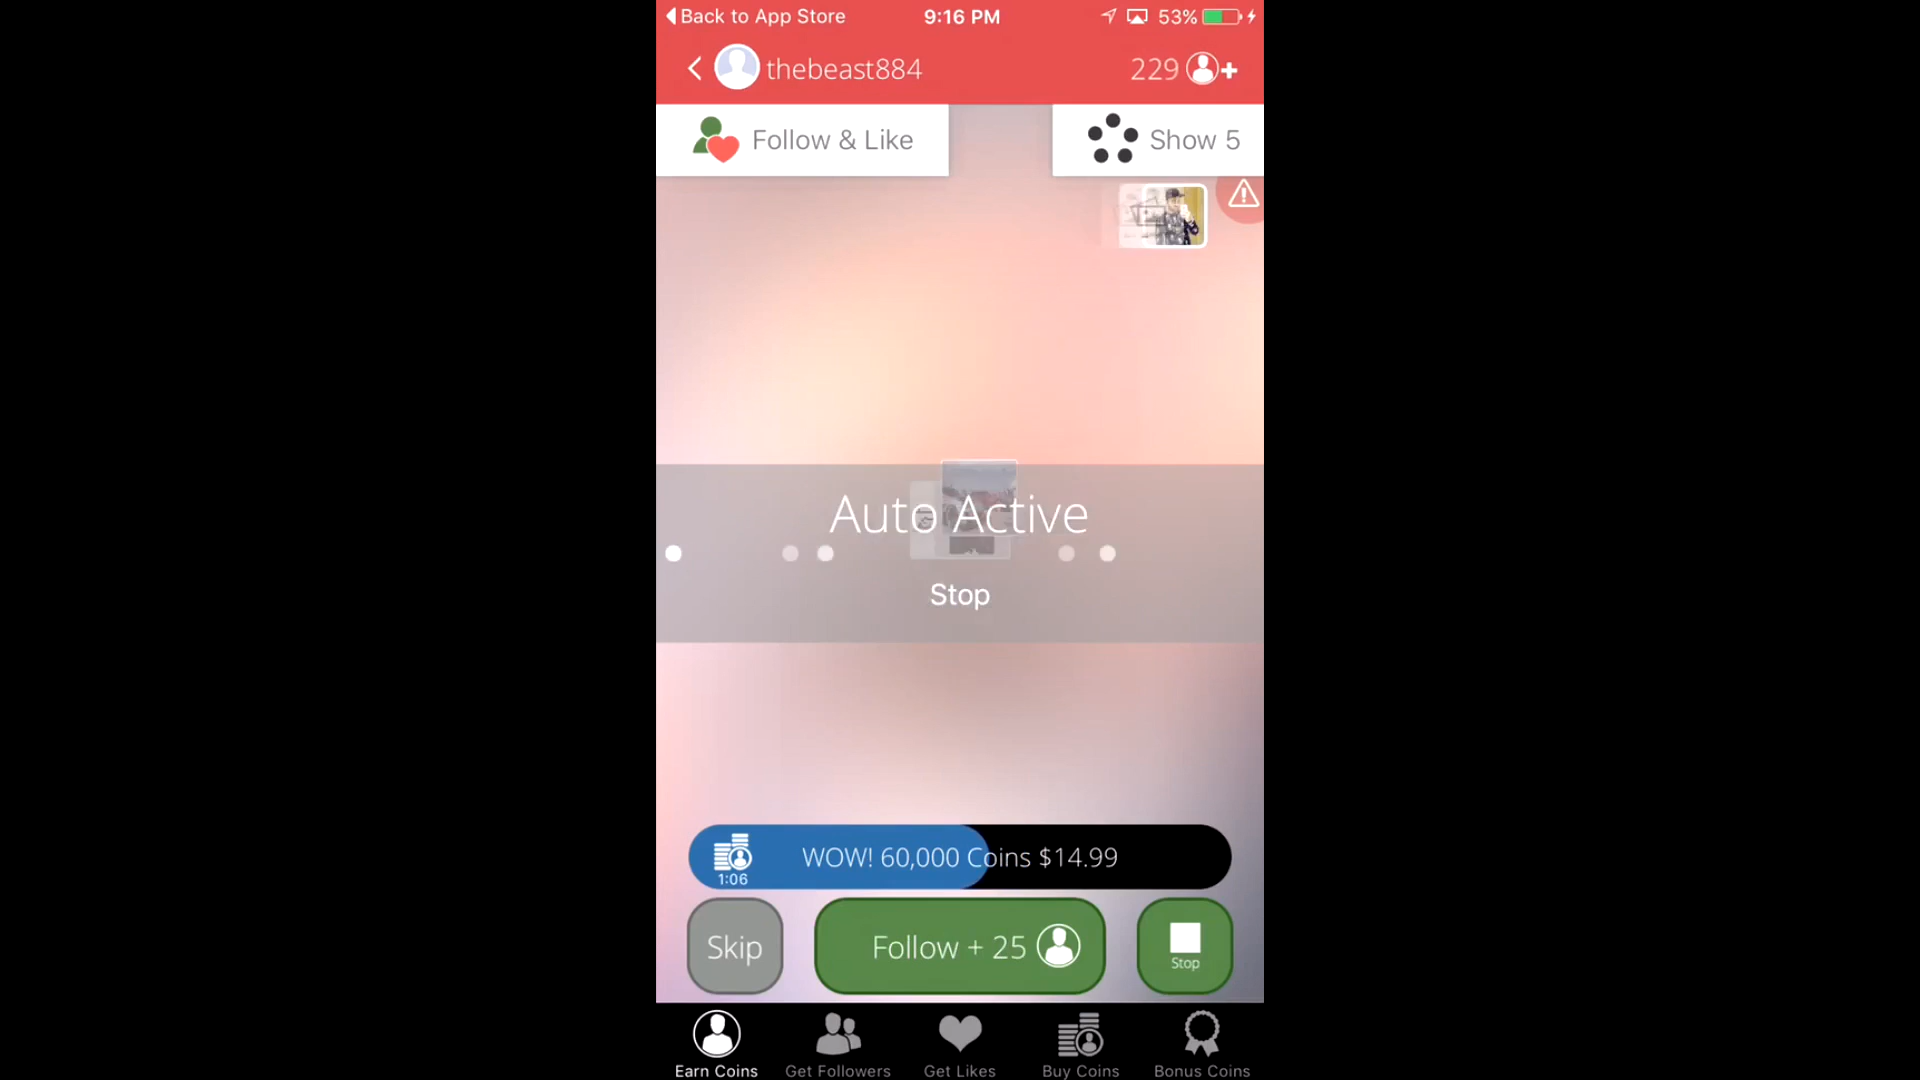 Back to App Store
9:16 PM
53%
thebeast884
229
Follow & Like
Show 5
Auto Active
Stop
WOW! 60,000 Coins $14.99
1:06
Skip
Follow + 25
Stop
Earn Coins
Get Followers
Get Likes
Buy Coins
Bonus Coins